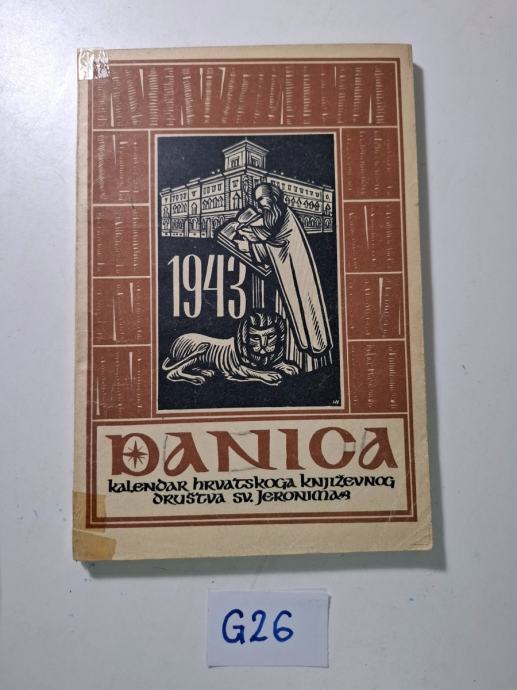 1943
DANICA
kalendar hrvatskoga književnog
društva sv. Jeronima
G26